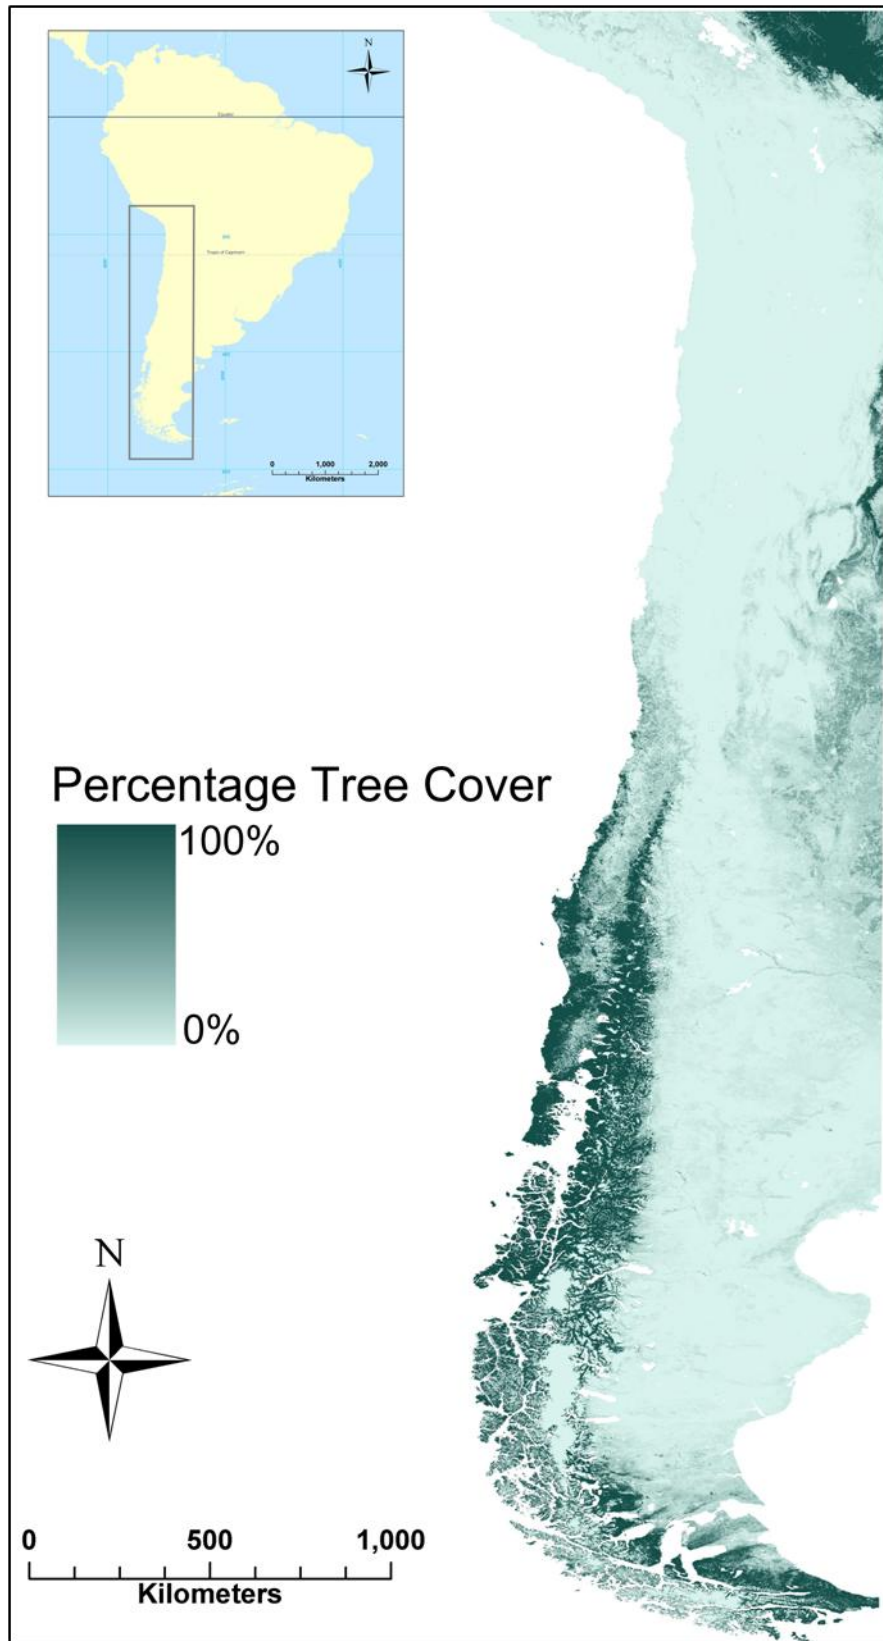 N
Equator
Tropic of Capricorn
0 1,000 2,000
Kilometers
Percentage Tree Cover
100%
0%
N
0 500 1,000
Kilometers